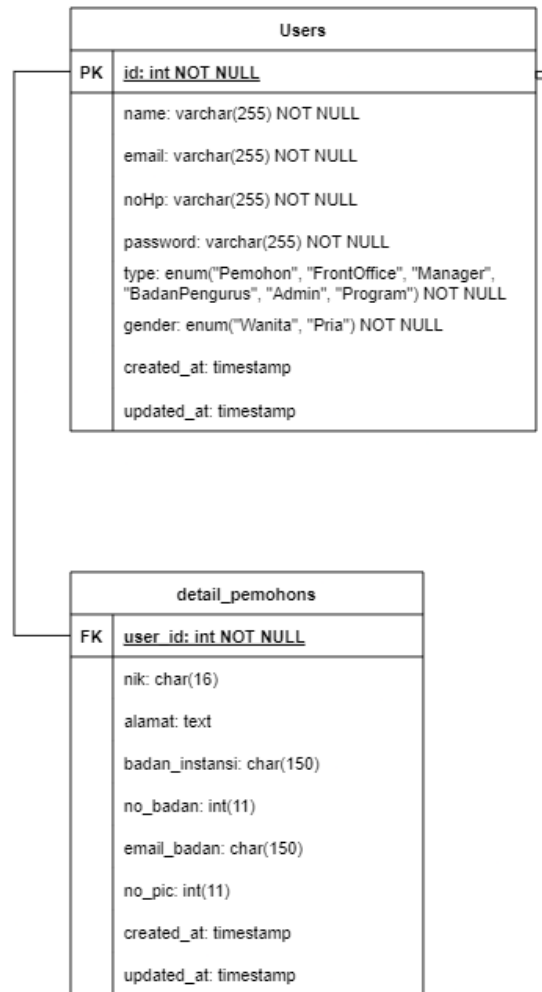 Users
PK id: int NOT NULL
name: varchar(255) NOT NULL
email: varchar(255) NOT NULL
noHp: varchar(255) NOT NULL
password: varchar(255) NOT NULL
type: enum("Pemohon", "FrontOffice", "Manager",
"BadanPengurus", "Admin", "Program") NOT NULL
gender: enum("Wanita", "Pria") NOT NULL
created_at: timestamp
updated_at: timestamp
detail_pemohons
FK user_id: int NOT NULL
nik: char(16)
alamat: text
badan_instansi: char(150)
no_badan: int(11)
email_badan: char(150)
no_pic: int(11)
created_at: timestamp
updated_at: timestamp